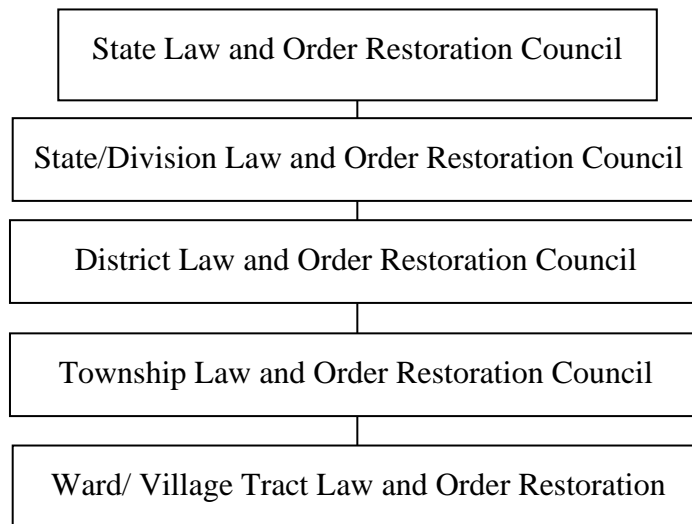 State Law and Order Restoration Council
State/Division Law and Order Restoration Council
District Law and Order Restoration Council
Township Law and Order Restoration Council
Ward/ Village Tract Law and Order Restoration